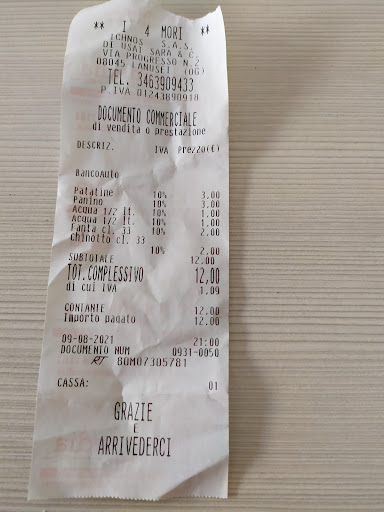 ** I 4 MORI **
ICHNOS S.A.S.
DI USAI SARA & C.
VIA PROGRESSO N.2
08045 LANUSEI (OG)
TEL. 3463909433
P.IVA 01243890918
DOCUMENTO COMMERCIALE
di vendita o prestazione
DESCRIZ. IVA Prezzo(€)
BANCOAUTO
Patatine 10% 3,00
Panino 10% 3,00
Acqua 1/2 lt. 10% 1,00
Acqua 1/2 lt. 10% 1,00
Fanta cl. 33 10% 2,00
Chinotto cl. 33
10% 2,00
SUBTOTALE 12,00
TOT.COMPLESSIVO 12,00
di cui IVA 1,09
CONTANTE 12,00
Importo pagato 12,00
09-08-2021 21:00
DOCUMENTO NUM 0931-0050
RT 80M07305781
CASSA: 01
GRAZIE
E
ARRIVEDERCI